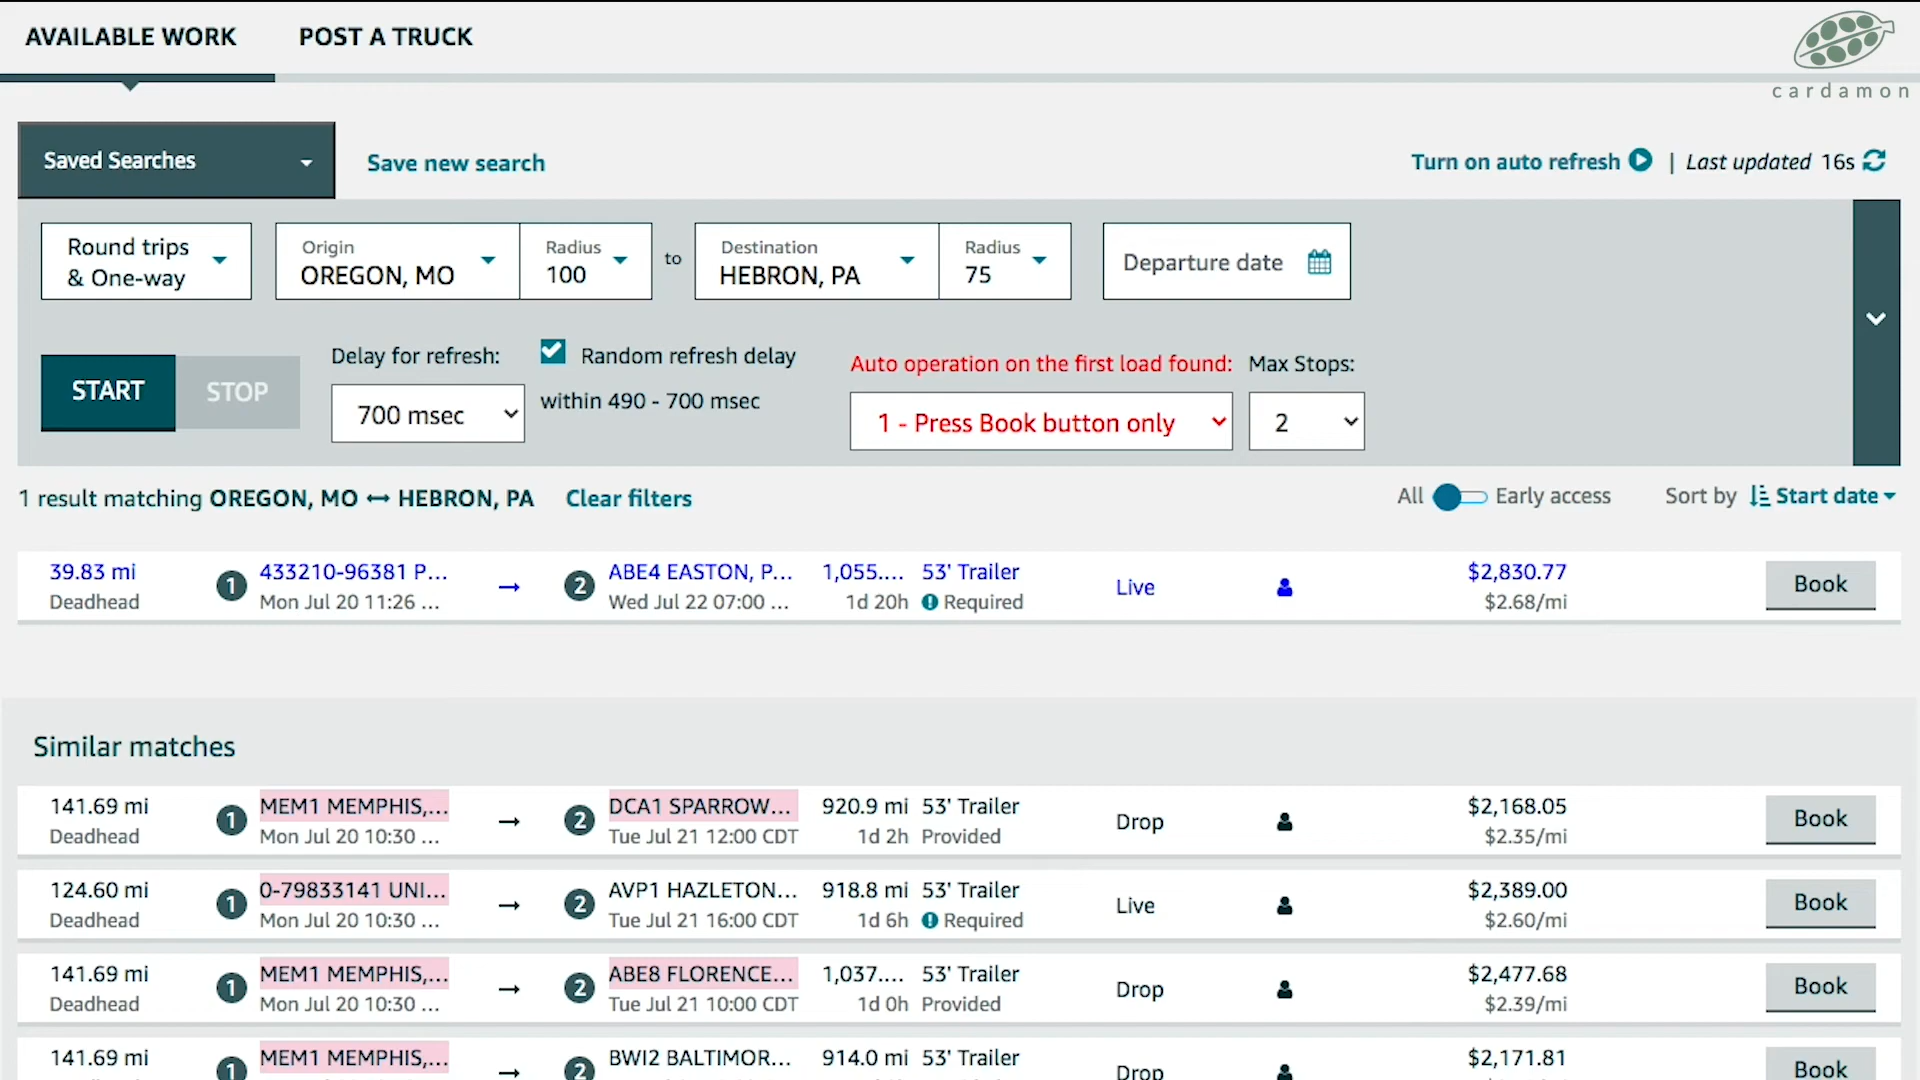 AVAILABLE WORK POST A TRUCK
cardamon
Saved Searches Save new search Turn on auto refresh | Last updated 16s
Round trips & One-way
Origin OREGON, MO Radius 100 to Destination HEBRON, PA Radius 75 Departure date
START STOP
Delay for refresh: 700 msec
Random refresh delay
within 490 - 700 msec
Auto operation on the first load found: Max Stops:
1 - Press Book button only 2
1 result matching OREGON, MO ↔ HEBRON, PA Clear filters All Early access Sort by Start date
39.83 mi 1 433210-96381 P... → 2 ABE4 EASTON, P... 1,055.... 53' Trailer Live $2,830.77 Book
Deadhead Mon Jul 20 11:26 ... Wed Jul 22 07:00 ... 1d 20h Required $2.68/mi
Similar matches
141.69 mi 1 MEM1 MEMPHIS,... → 2 DCA1 SPARROW... 920.9 mi 53' Trailer Drop $2,168.05 Book
Deadhead Mon Jul 20 10:30 ... Tue Jul 21 12:00 CDT 1d 2h Provided $2.35/mi
124.60 mi 1 0-79833141 UNI... → 2 AVP1 HAZLETON... 918.8 mi 53' Trailer Live $2,389.00 Book
Deadhead Mon Jul 20 10:30 ... Tue Jul 21 16:00 CDT 1d 6h Required $2.60/mi
141.69 mi 1 MEM1 MEMPHIS,... → 2 ABE8 FLORENCE... 1,037.... 53' Trailer Drop $2,477.68 Book
Deadhead Mon Jul 20 10:30 ... Tue Jul 21 10:00 CDT 1d 0h Provided $2.39/mi
141.69 mi 1 MEM1 MEMPHIS,... → 2 BWI2 BALTIMOR... 914.0 mi 53' Trailer Drop $2,171.81 Book